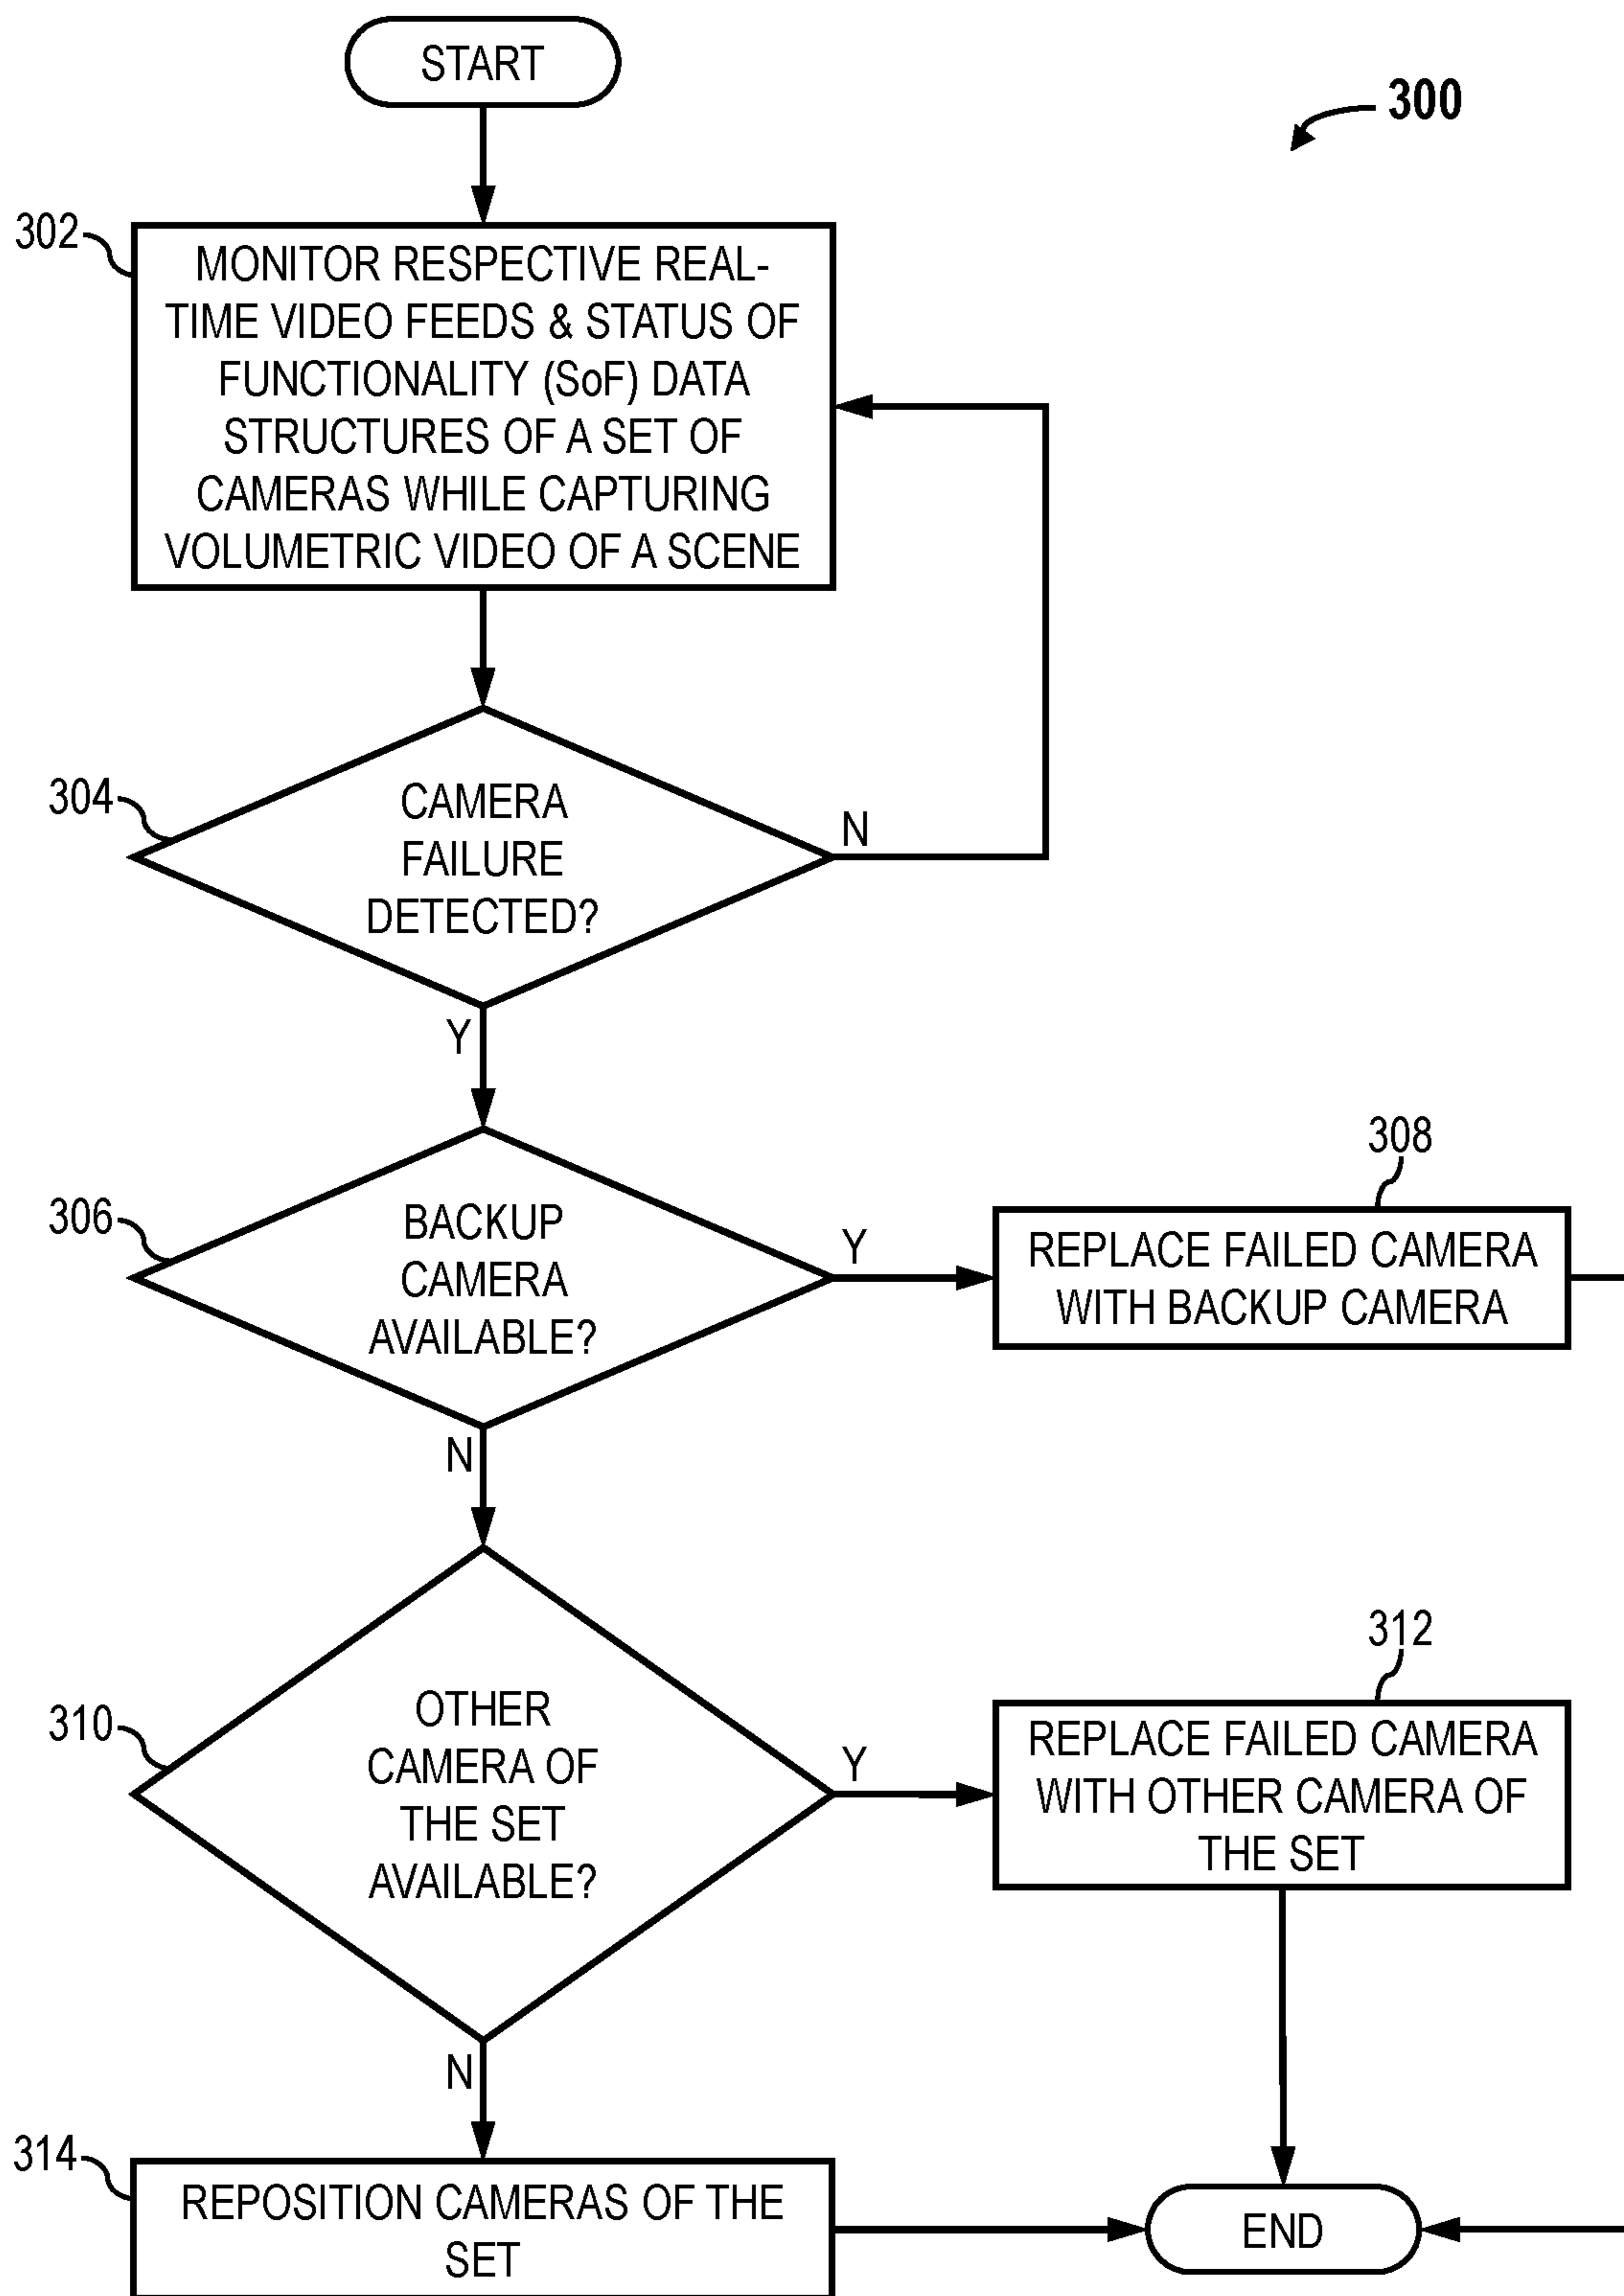 START
300
302
MONITOR RESPECTIVE REAL-
TIME VIDEO FEEDS & STATUS OF
FUNCTIONALITY (SoF) DATA
STRUCTURES OF A SET OF
CAMERAS WHILE CAPTURING
VOLUMETRIC VIDEO OF A SCENE
304
CAMERA
FAILURE
DETECTED?
N
Y
306
BACKUP
CAMERA
AVAILABLE?
Y
308
REPLACE FAILED CAMERA
WITH BACKUP CAMERA
N
310
OTHER
CAMERA OF
THE SET
AVAILABLE?
Y
312
REPLACE FAILED CAMERA
WITH OTHER CAMERA OF
THE SET
N
314
REPOSITION CAMERAS OF THE
SET
END